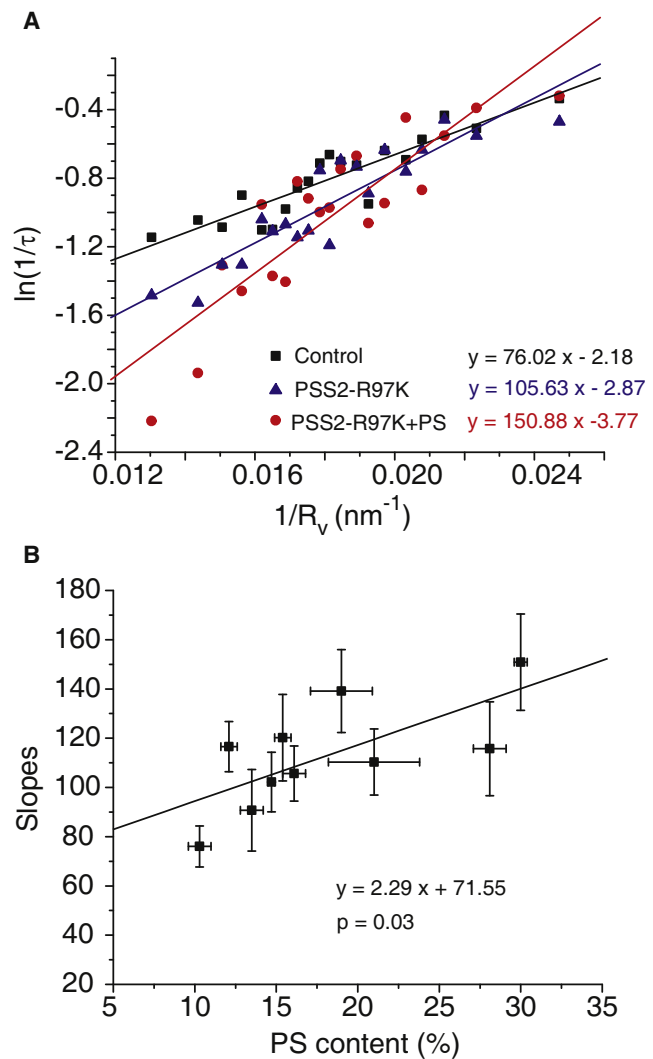 A
ln(1/τ)
-0.4
-0.8
-1.2
-1.6
-2.0
-2.4
Control y = 76.02 x - 2.18
PSS2-R97K y = 105.63 x - 2.87
PSS2-R97K+PS y = 150.88 x -3.77
0.012 0.016 0.020 0.024
1/Rv (nm-1)
B
Slopes
180
160
140
120
100
80
60
40
20
y = 2.29 x + 71.55
p = 0.03
5 10 15 20 25 30 35
PS content (%)